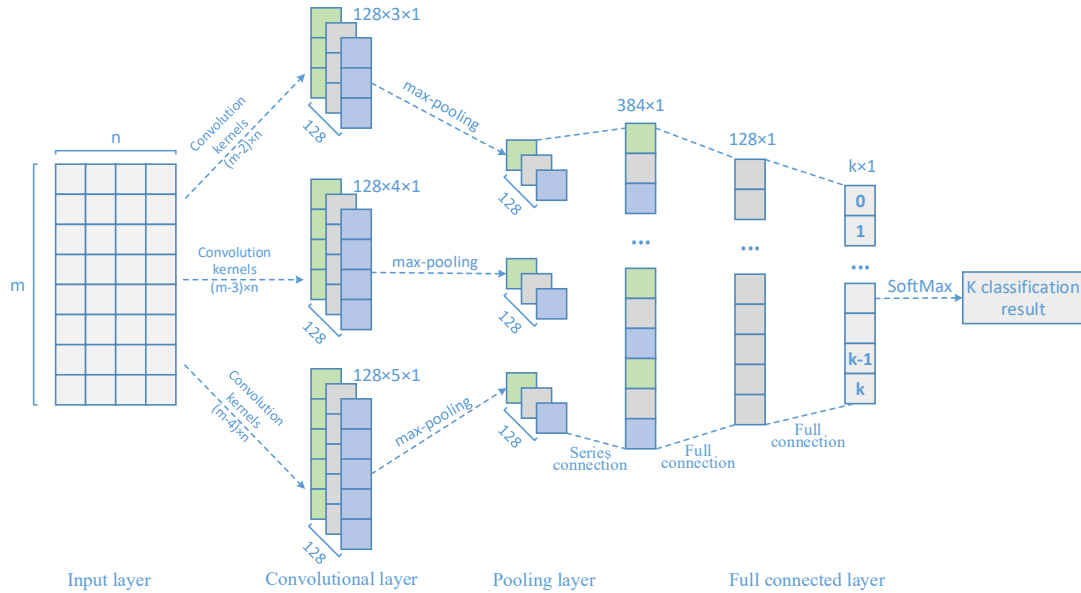 n
m
Convolution
kernels
(m-2)×n
Convolution
kernels
(m-3)×n
Convolution
kernels
(m-4)×n
128×3×1
128
128×4×1
128
128×5×1
128
max-pooling
max-pooling
max-pooling
128
128
128
384×1
...
128×1
...
k×1
0
1
...
k-1
k
SoftMax
K classification
result
Series
connection
Full
connection
Full
connection
Input layer
Convolutional layer
Pooling layer
Full connected layer